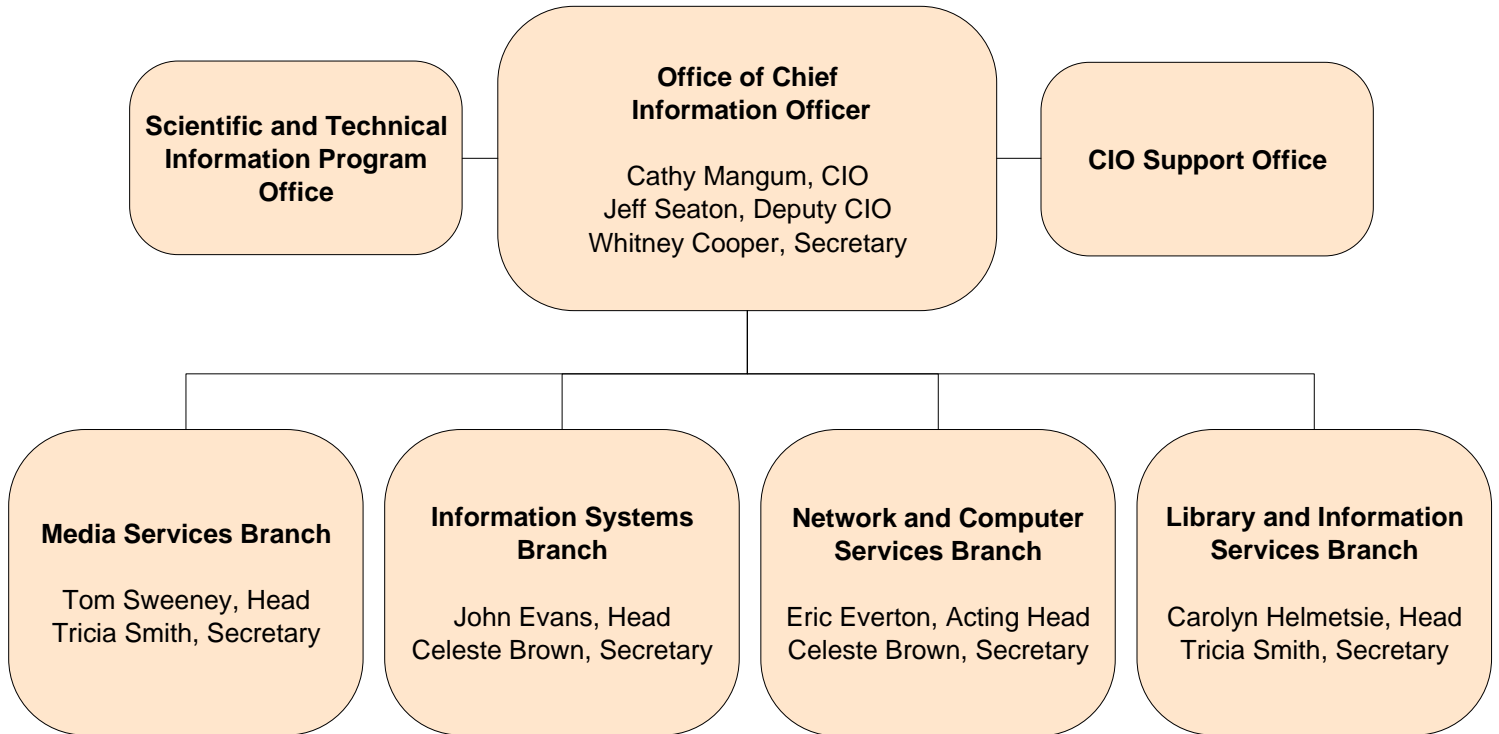 Office of Chief
Information Officer
Cathy Mangum, CIO
Jeff Seaton, Deputy CIO
Whitney Cooper, Secretary
Scientific and Technical
Information Program
Office
CIO Support Office
Media Services Branch
Tom Sweeney, Head
Tricia Smith, Secretary
Information Systems
Branch
John Evans, Head
Celeste Brown, Secretary
Network and Computer
Services Branch
Eric Everton, Acting Head
Celeste Brown, Secretary
Library and Information
Services Branch
Carolyn Helmetsie, Head
Tricia Smith, Secretary